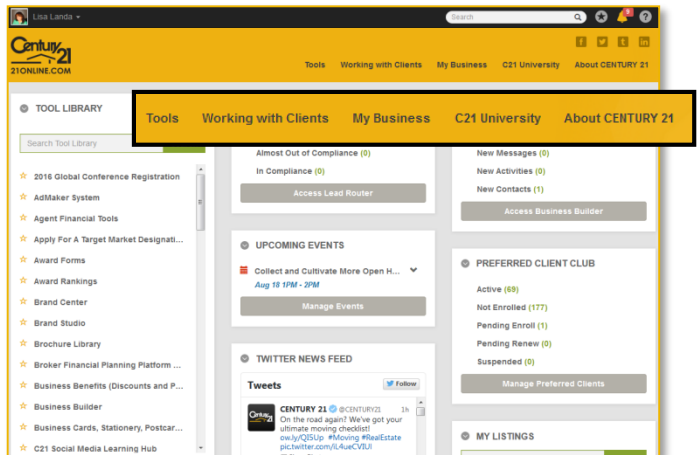 Lisa Landa
Search
9
?
Century 21
21ONLINE.COM
Tools Working with Clients My Business C21 University About CENTURY 21
Tools Working with Clients My Business C21 University About CENTURY 21
TOOL LIBRARY
Search Tool Library
2016 Global Conference Registration
AdMaker System
Agent Financial Tools
Apply For A Target Market Designati...
Award Forms
Award Rankings
Brand Center
Brand Studio
Brochure Library
Broker Financial Planning Platform ...
Business Benefits (Discounts and P...
Business Builder
Business Cards, Stationery, Postcar...
C21 Social Media Learning Hub
Almost Out of Compliance (0)
In Compliance (0)
Access Lead Router
UPCOMING EVENTS
Collect and Cultivate More Open H...
Aug 18 1PM - 2PM
Manage Events
TWITTER NEWS FEED
Tweets Follow
CENTURY 21 @CENTURY21 1h
On the road again? We've got your
ultimate moving checklist!
ow.ly/QI5Up #Moving #RealEstate
pic.twitter.com/iL4ueCVIUl
New Messages (0)
New Activities (0)
New Contacts (1)
Access Business Builder
PREFERRED CLIENT CLUB
Active (69)
Not Enrolled (177)
Pending Enroll (1)
Pending Renew (0)
Suspended (0)
Manage Preferred Clients
MY LISTINGS